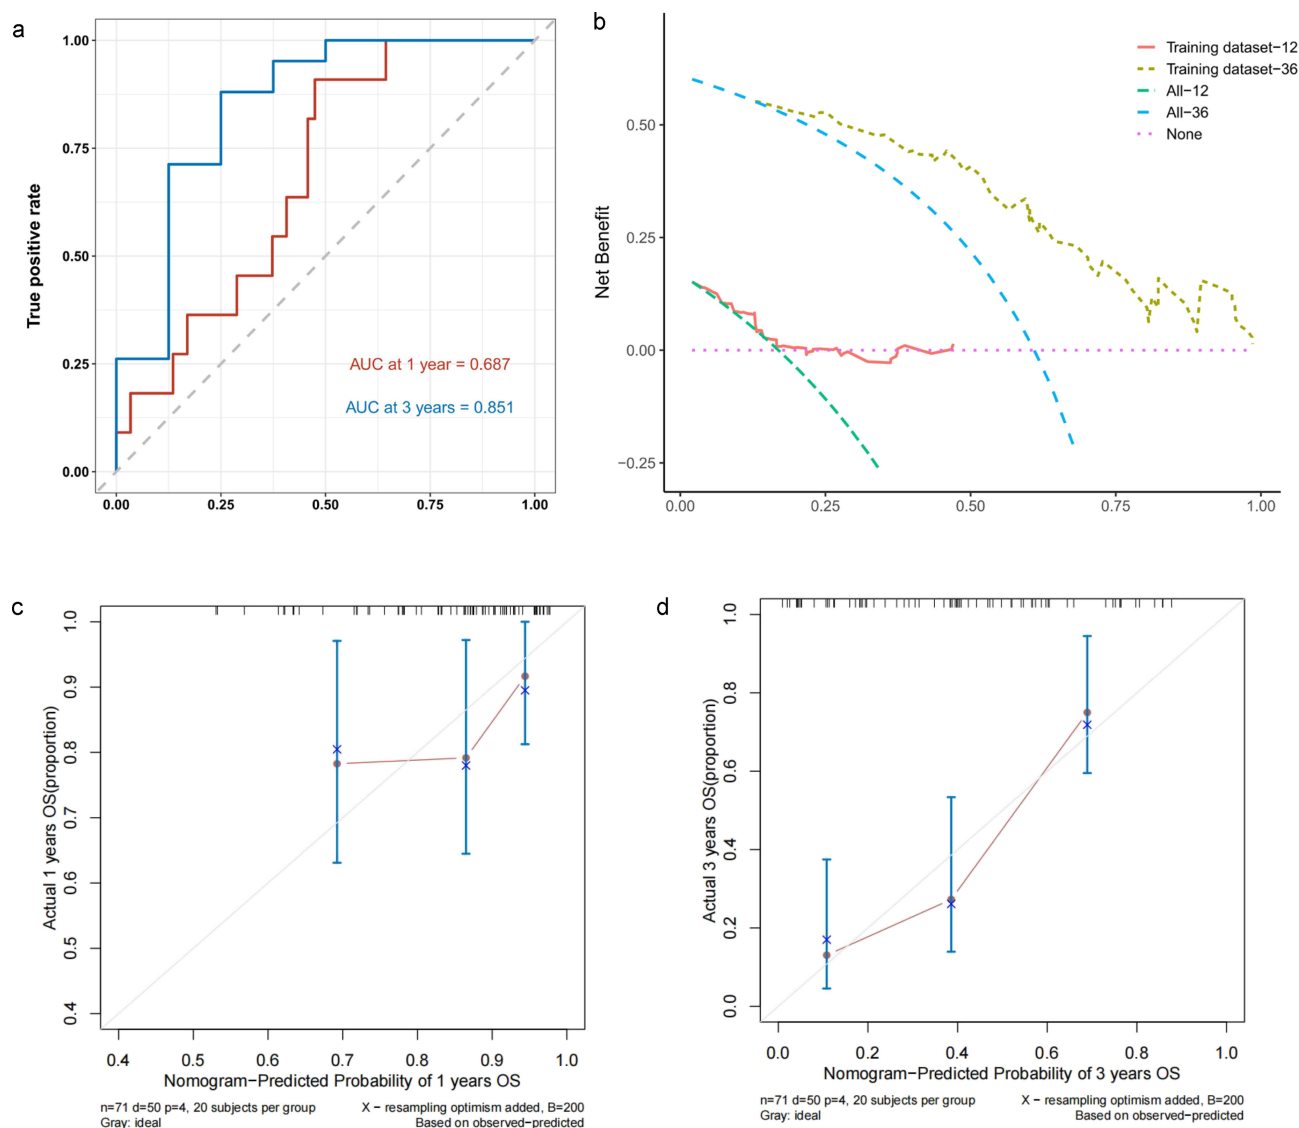 a
1.00
0.75
0.50
0.25
0.00
True positive rate
AUC at 1 year = 0.687
AUC at 3 years = 0.851
0.00 0.25 0.50 0.75 1.00
b
Training dataset−12
Training dataset−36
All−12
All−36
None
0.50
0.25
0.00
−0.25
Net Benefit
0.00 0.25 0.50 0.75 1.00
c
1.0
0.9
0.8
0.7
0.6
0.5
0.4
Actual 1 years OS(proportion)
0.4 0.5 0.6 0.7 0.8 0.9 1.0
Nomogram−Predicted Probability of 1 years OS
n=71 d=50 p=4, 20 subjects per group
Gray: ideal
X − resampling optimism added, B=200
Based on observed−predicted
d
1.0
0.8
0.6
0.4
0.2
0.0
Actual 3 years OS(proportion)
0.0 0.2 0.4 0.6 0.8 1.0
Nomogram−Predicted Probability of 3 years OS
n=71 d=50 p=4, 20 subjects per group
Gray: ideal
X − resampling optimism added, B=200
Based on observed−predicted